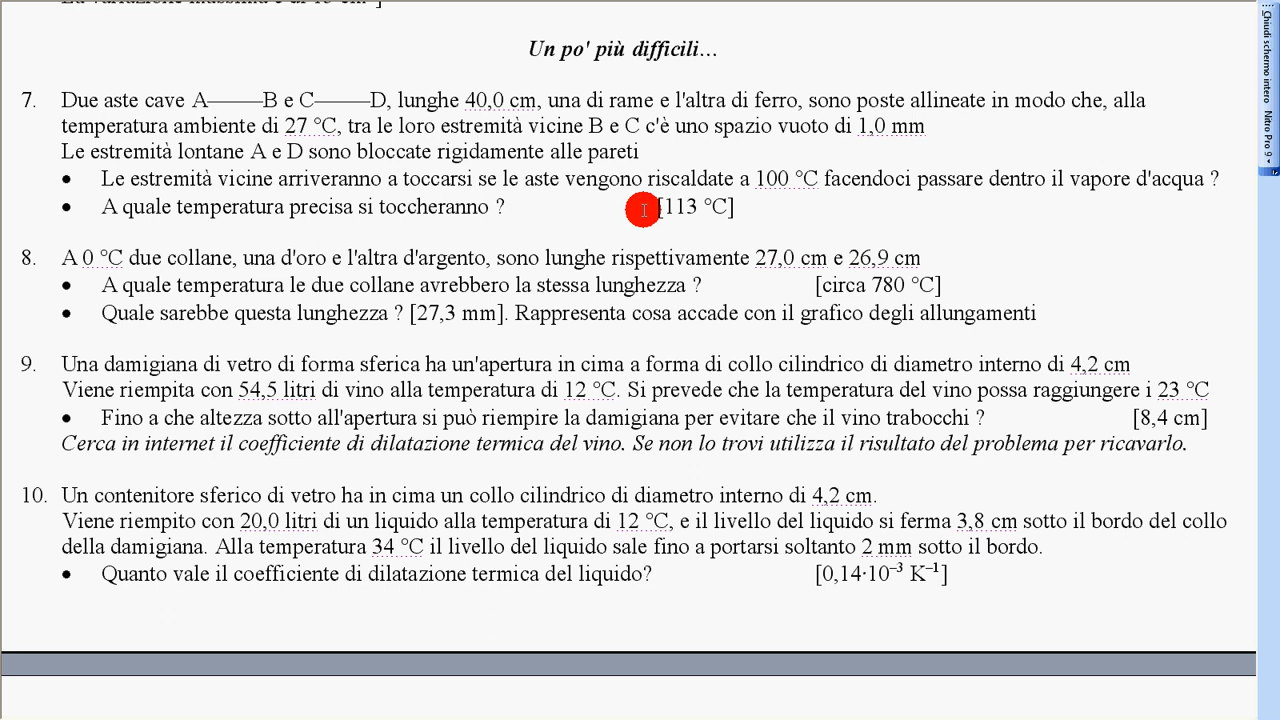 Un po' più difficili…
7. Due aste cave A———B e C———D, lunghe 40,0 cm, una di rame e l'altra di ferro, sono poste allineate in modo che, alla
temperatura ambiente di 27 °C, tra le loro estremità vicine B e C c'è uno spazio vuoto di 1,0 mm
Le estremità lontane A e D sono bloccate rigidamente alle pareti
• Le estremità vicine arriveranno a toccarsi se le aste vengono riscaldate a 100 °C facendoci passare dentro il vapore d'acqua ?
• A quale temperatura precisa si toccheranno ? [113 °C]
8. A 0 °C due collane, una d'oro e l'altra d'argento, sono lunghe rispettivamente 27,0 cm e 26,9 cm
• A quale temperatura le due collane avrebbero la stessa lunghezza ? [circa 780 °C]
• Quale sarebbe questa lunghezza ? [27,3 mm]. Rappresenta cosa accade con il grafico degli allungamenti
9. Una damigiana di vetro di forma sferica ha un'apertura in cima a forma di collo cilindrico di diametro interno di 4,2 cm
Viene riempita con 54,5 litri di vino alla temperatura di 12 °C. Si prevede che la temperatura del vino possa raggiungere i 23 °C
• Fino a che altezza sotto all'apertura si può riempire la damigiana per evitare che il vino trabocchi ? [8,4 cm]
Cerca in internet il coefficiente di dilatazione termica del vino. Se non lo trovi utilizza il risultato del problema per ricavarlo.
10. Un contenitore sferico di vetro ha in cima un collo cilindrico di diametro interno di 4,2 cm.
Viene riempito con 20,0 litri di un liquido alla temperatura di 12 °C, e il livello del liquido si ferma 3,8 cm sotto il bordo del collo
della damigiana. Alla temperatura 34 °C il livello del liquido sale fino a portarsi soltanto 2 mm sotto il bordo.
• Quanto vale il coefficiente di dilatazione termica del liquido? [0,14·10⁻³ K⁻¹]
Chiudi schermo intero
Nitro Pro 9